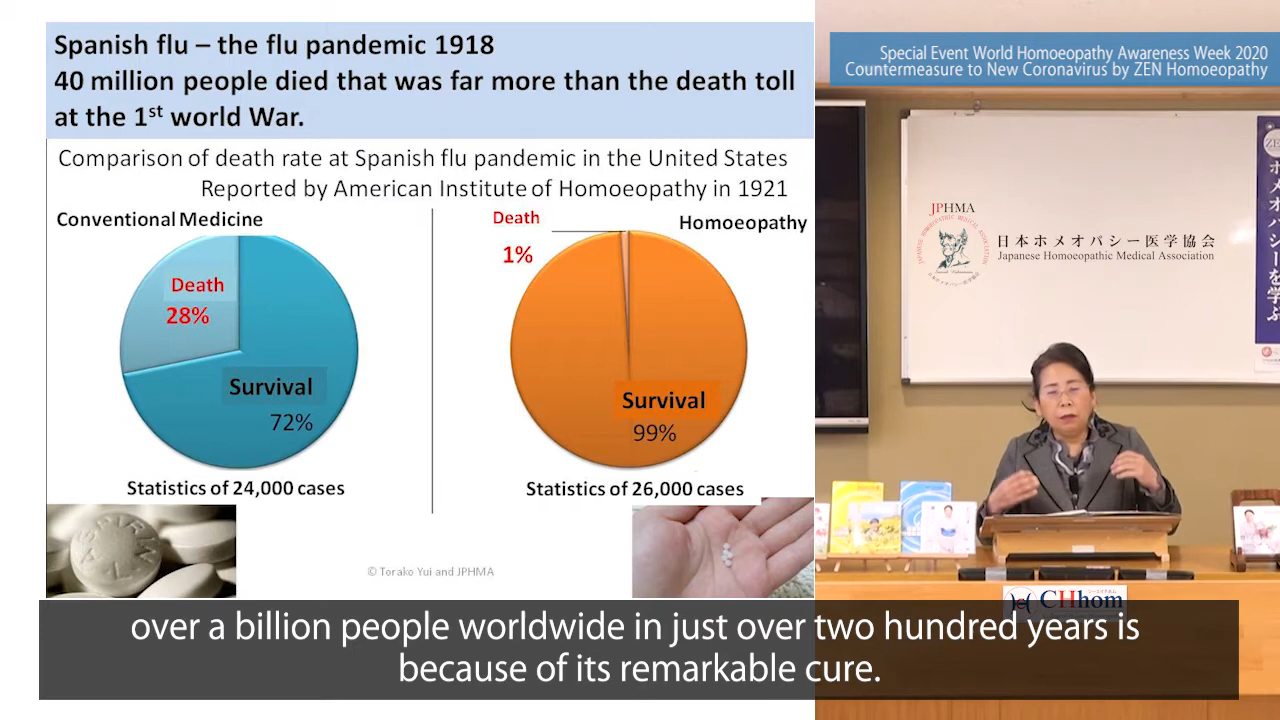 Spanish flu – the flu pandemic 1918
40 million people died that was far more than the death toll
at the 1st world War.
Comparison of death rate at Spanish flu pandemic in the United States
Reported by American Institute of Homoeopathy in 1921
Conventional Medicine
Death
28%
Survival
72%
Statistics of 24,000 cases
Death
1%
Homoeopathy
Survival
99%
Statistics of 26,000 cases
ASPIRIN
© Torako Yui and JPHMA
Special Event World Homoeopathy Awareness Week 2020
Countermeasure to New Coronavirus by ZEN Homoeopathy
JPHMA
日本ホメオパシー医学協会
Japanese Homoeopathic Medical Association
ZEN
ホメオパシーを学ぶ
CHhom
over a billion people worldwide in just over two hundred years is
because of its remarkable cure.